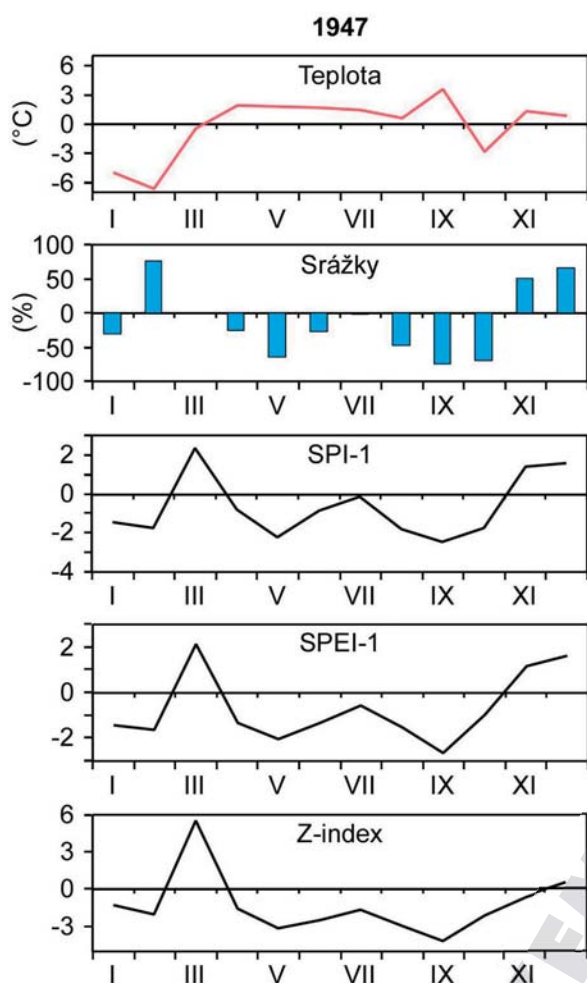 1947
Teplota
(°C)
6
3
0
-3
-6
I III V VII IX XI
Srážky
(%)
100
50
0
-50
-100
I III V VII IX XI
SPI-1
2
0
-2
-4
I III V VII IX XI
SPEI-1
2
0
-2
I III V VII IX XI
Z-index
6
3
0
-3
I III V VII IX XI